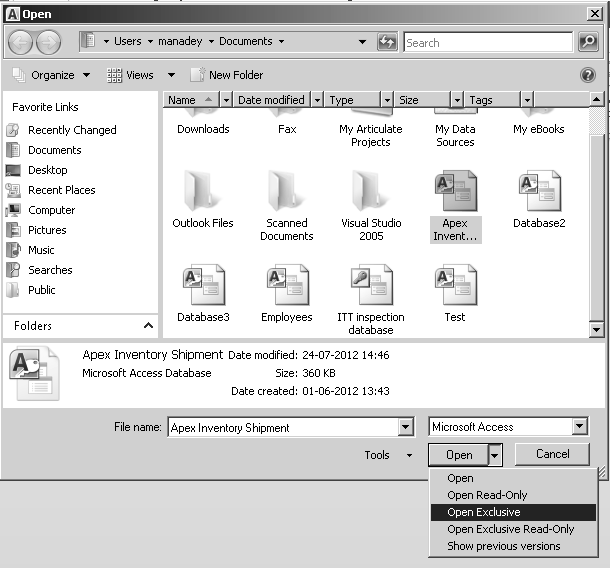 Open
Users
manadey
Documents
Search
Organize
Views
New Folder
Favorite Links
Recently Changed
Documents
Desktop
Recent Places
Computer
Pictures
Music
Searches
Public
Folders
Name
Date modified
Type
Size
Tags
Downloads
Fax
My Articulate
Projects
My Data
Sources
My eBooks
Outlook Files
Scanned
Documents
Visual Studio
2005
Apex
Invent...
Database2
Database3
Employees
ITT inspection
database
Test
Apex Inventory Shipment Date modified: 24-07-2012 14:46
Microsoft Access Database Size: 360 KB
Date created: 01-06-2012 13:43
File name: Apex Inventory Shipment
Microsoft Access
Tools
Open
Cancel
Open
Open Read-Only
Open Exclusive
Open Exclusive Read-Only
Show previous versions